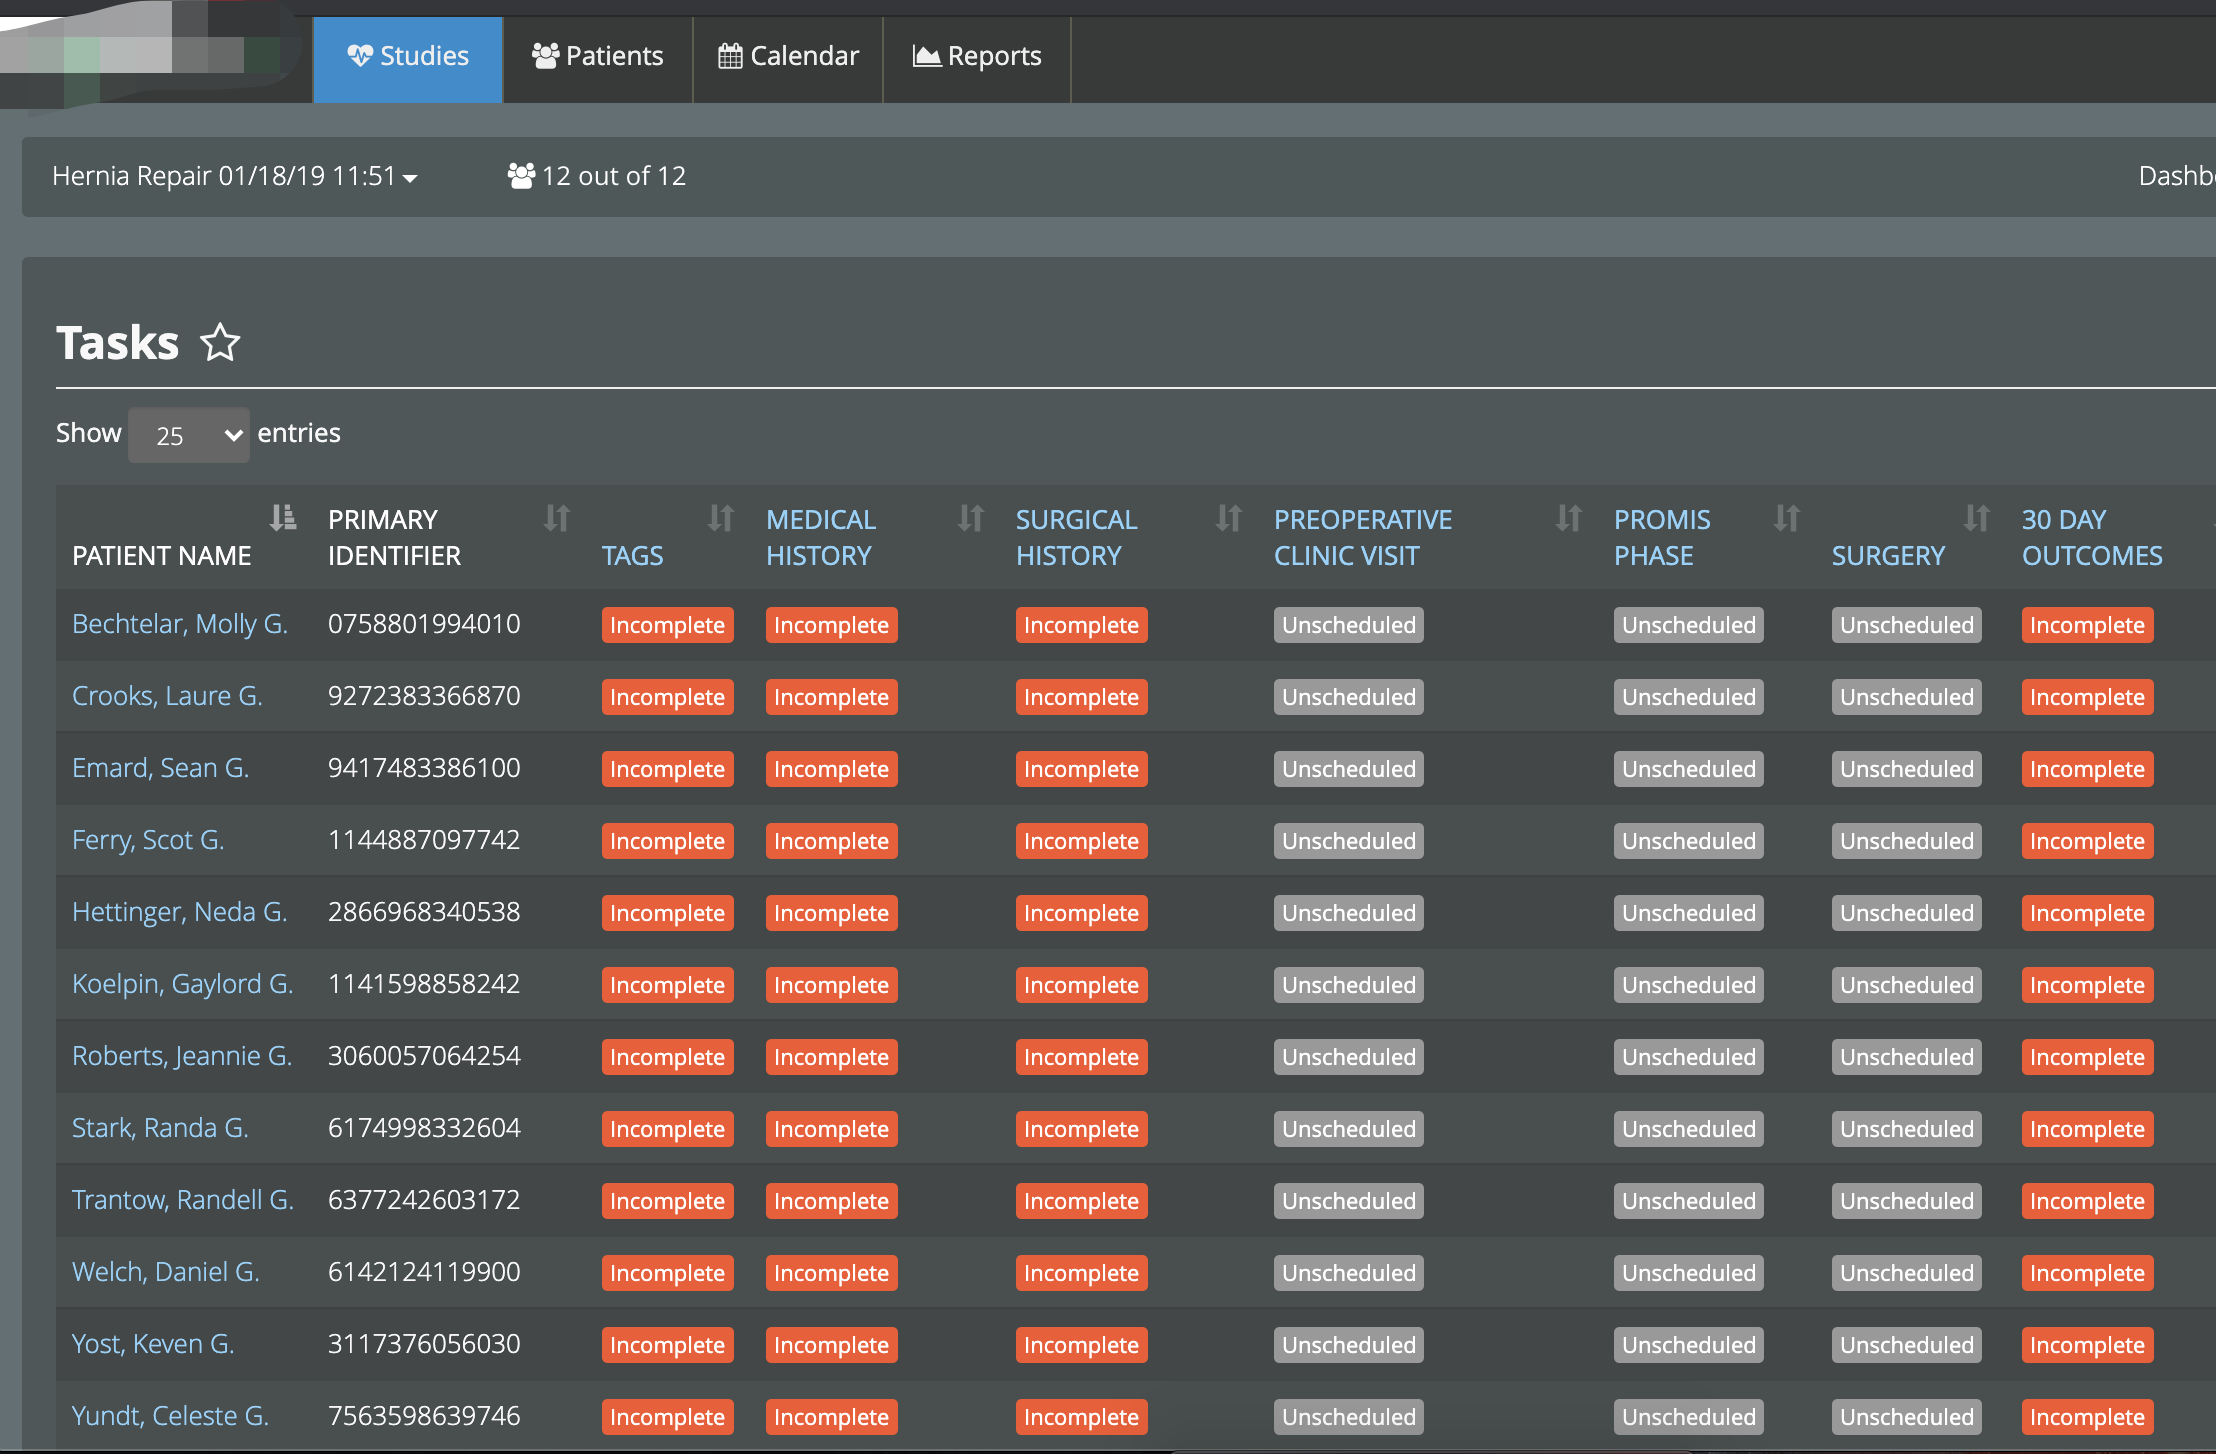 Studies Patients Calendar Reports
Hernia Repair 01/18/19 11:51 12 out of 12 Dashb
Tasks
Show 25 entries
PATIENT NAME PRIMARY IDENTIFIER TAGS MEDICAL HISTORY SURGICAL HISTORY PREOPERATIVE CLINIC VISIT PROMIS PHASE SURGERY 30 DAY OUTCOMES
Bechtelar, Molly G. 0758801994010 Incomplete Incomplete Incomplete Unscheduled Unscheduled Unscheduled Incomplete
Crooks, Laure G. 9272383366870 Incomplete Incomplete Incomplete Unscheduled Unscheduled Unscheduled Incomplete
Emard, Sean G. 9417483386100 Incomplete Incomplete Incomplete Unscheduled Unscheduled Unscheduled Incomplete
Ferry, Scot G. 1144887097742 Incomplete Incomplete Incomplete Unscheduled Unscheduled Unscheduled Incomplete
Hettinger, Neda G. 2866968340538 Incomplete Incomplete Incomplete Unscheduled Unscheduled Unscheduled Incomplete
Koelpin, Gaylord G. 1141598858242 Incomplete Incomplete Incomplete Unscheduled Unscheduled Unscheduled Incomplete
Roberts, Jeannie G. 3060057064254 Incomplete Incomplete Incomplete Unscheduled Unscheduled Unscheduled Incomplete
Stark, Randa G. 6174998332604 Incomplete Incomplete Incomplete Unscheduled Unscheduled Unscheduled Incomplete
Trantow, Randell G. 6377242603172 Incomplete Incomplete Incomplete Unscheduled Unscheduled Unscheduled Incomplete
Welch, Daniel G. 6142124119900 Incomplete Incomplete Incomplete Unscheduled Unscheduled Unscheduled Incomplete
Yost, Keven G. 3117376056030 Incomplete Incomplete Incomplete Unscheduled Unscheduled Unscheduled Incomplete
Yundt, Celeste G. 7563598639746 Incomplete Incomplete Incomplete Unscheduled Unscheduled Unscheduled Incomplete